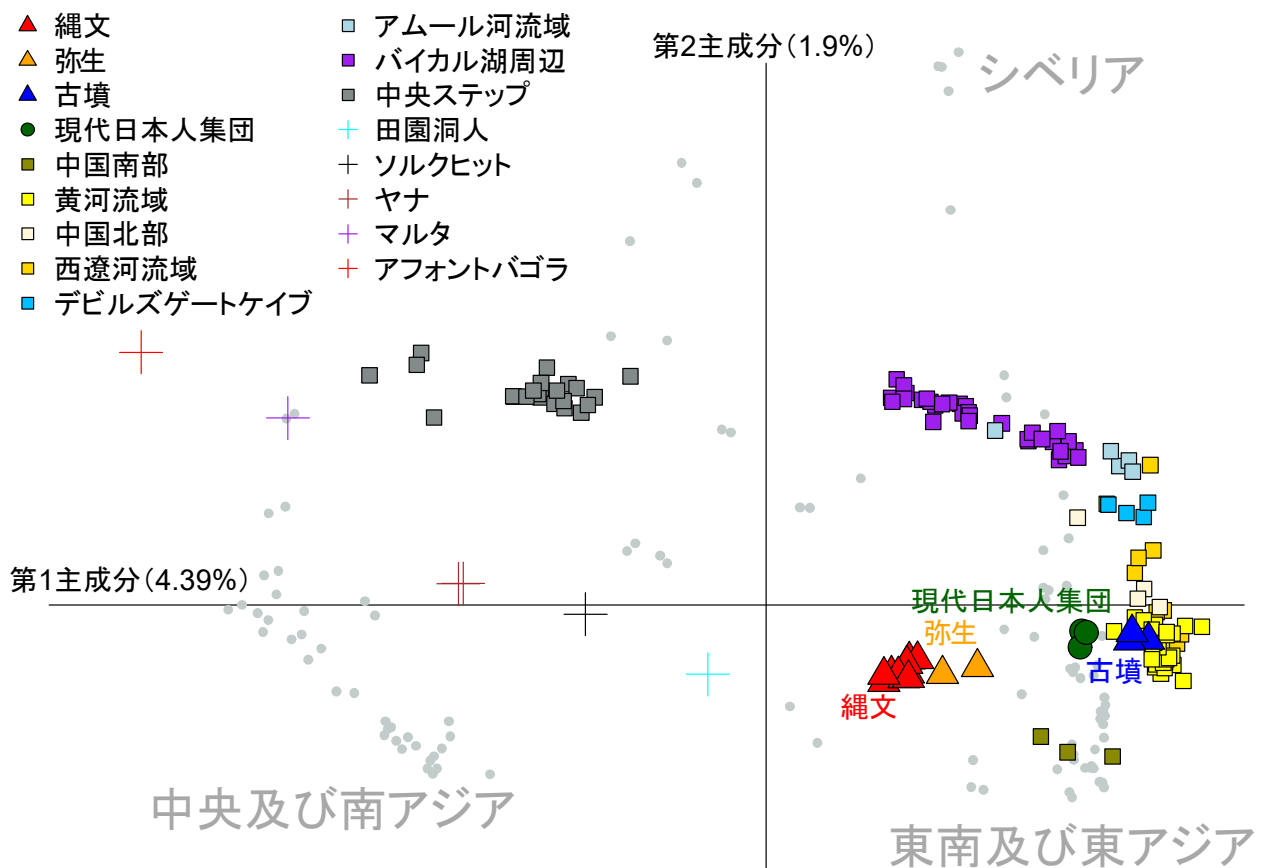 縄文
弥生
古墳
現代日本人集団
中国南部
黄河流域
中国北部
西遼河流域
デビルズゲートケイブ
アムール河流域
バイカル湖周辺
中央ステップ
田園洞人
ソルクヒット
ヤナ
マルタ
アフォントバゴラ
第2主成分(1.9%)
シベリア
第1主成分(4.39%)
現代日本人集団
弥生
古墳
縄文
中央及び南アジア
東南及び東アジア